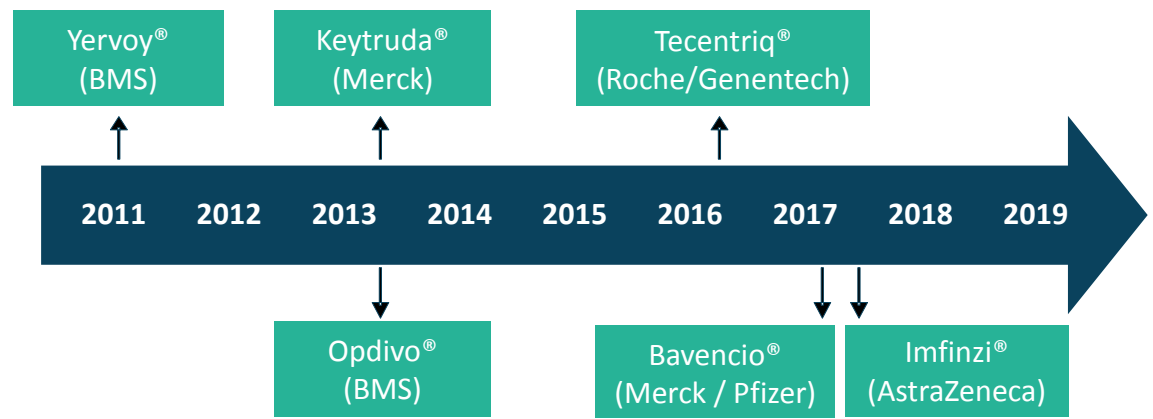 Yervoy®
(BMS)
Keytruda®
(Merck)
Tecentriq®
(Roche/Genentech)
2011 2012 2013 2014 2015 2016 2017 2018 2019
Opdivo®
(BMS)
Bavencio®
(Merck / Pfizer)
Imfinzi®
(AstraZeneca)